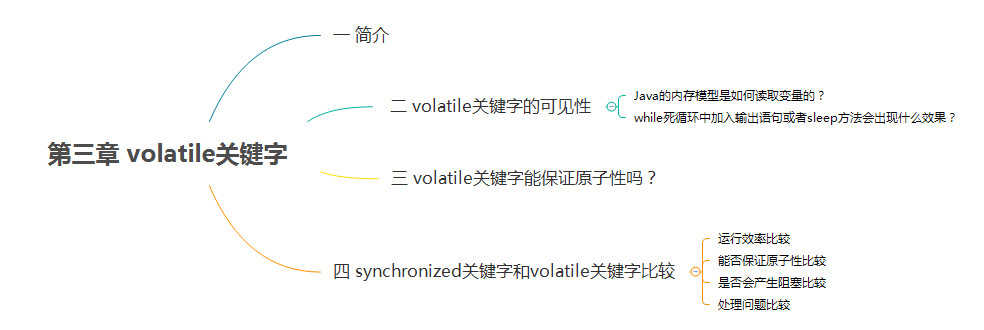 一 简介
二 volatile关键字的可见性
Java的内存模型是如何读取变量的？
while死循环中加入输出语句或者sleep方法会出现什么效果？
第三章 volatile关键字
三 volatile关键字能保证原子性吗？
四 synchronized关键字和volatile关键字比较
运行效率比较
能否保证原子性比较
是否会产生阻塞比较
处理问题比较